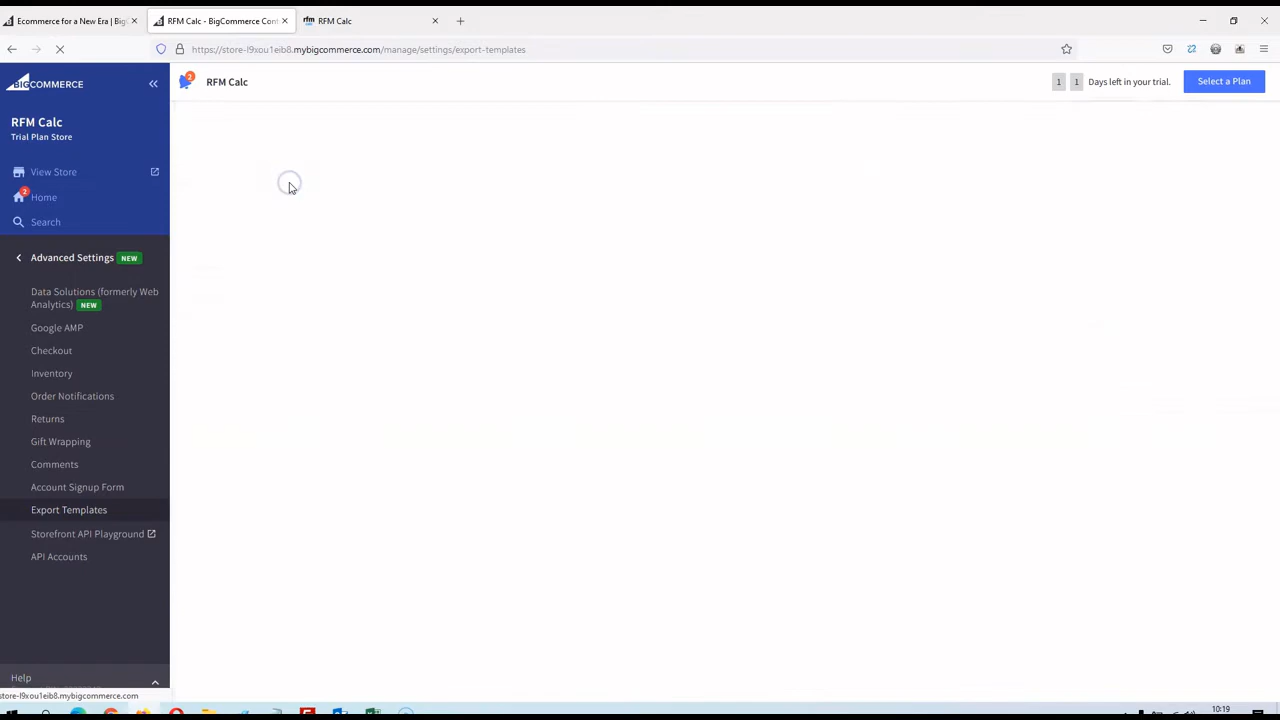 Ecommerce for a New Era | Big
RFM Calc - BigCommerce Cont
rfm RFM Calc
https://store-l9xou1eib8.mybigcommerce.com/manage/settings/export-templates
BIGCOMMERCE
2
RFM Calc
1 1 Days left in your trial.
Select a Plan
RFM Calc
Trial Plan Store
View Store
2
Home
Search
Advanced Settings NEW
Data Solutions (formerly Web
Analytics) NEW
Google AMP
Checkout
Inventory
Order Notifications
Returns
Gift Wrapping
Comments
Account Signup Form
Export Templates
Storefront API Playground
API Accounts
Help
store-l9xou1eib8.mybigcommerce.com
10:19